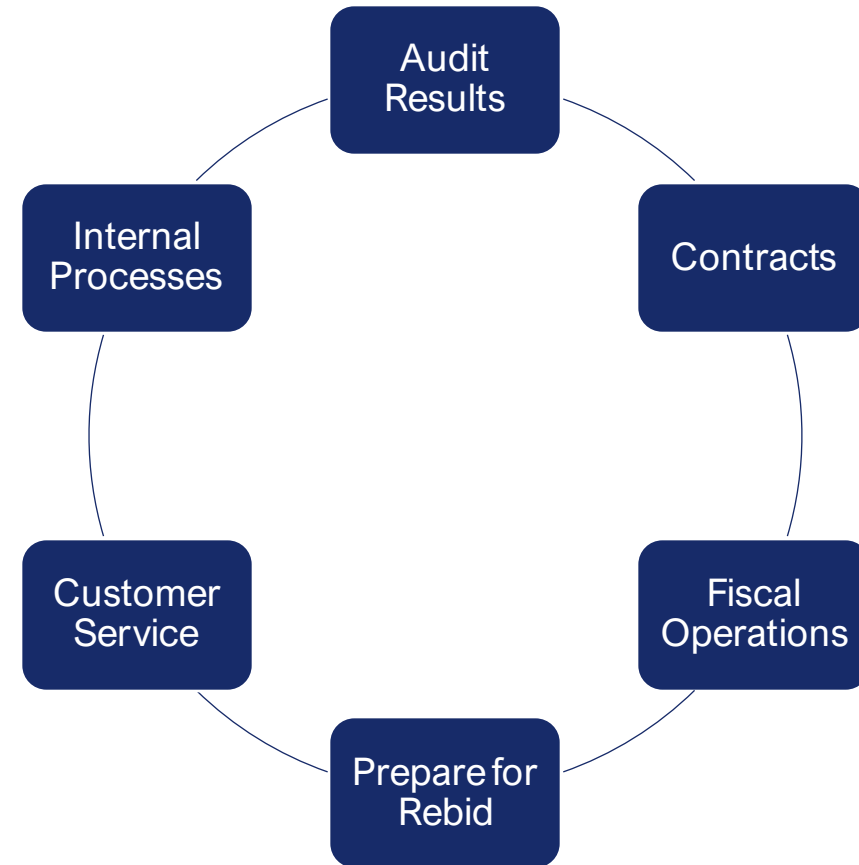 Audit
Results
Contracts
Fiscal
Operations
Prepare for
Rebid
Customer
Service
Internal
Processes